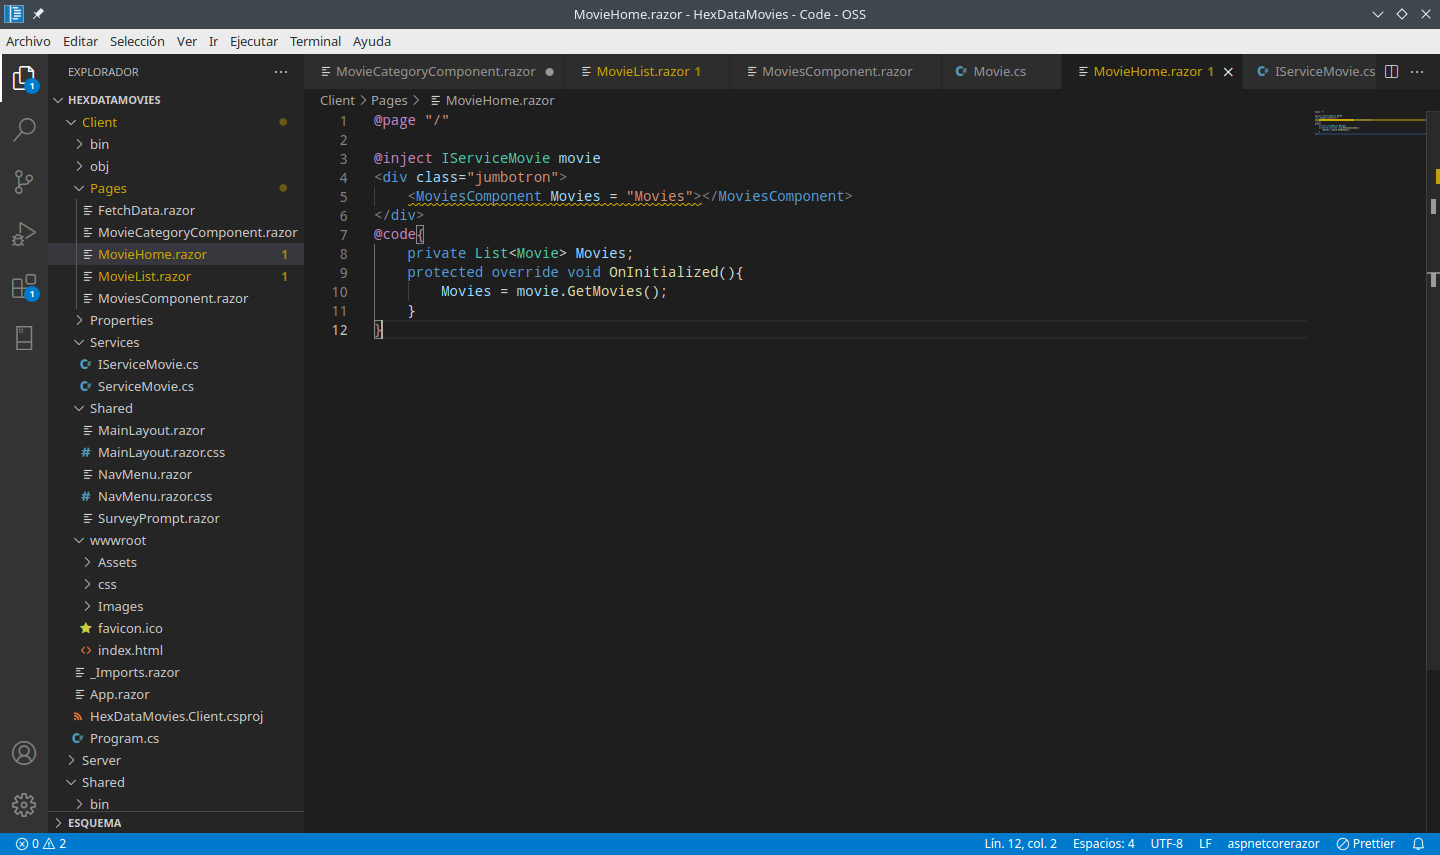 MovieHome.razor - HexDataMovies - Code - OSS
Archivo Editar Selección Ver Ir Ejecutar Terminal Ayuda
EXPLORADOR
HEXDATAMOVIES
Client
bin
obj
Pages
FetchData.razor
MovieCategoryComponent.razor
MovieHome.razor 1
MovieList.razor 1
MoviesComponent.razor
Properties
Services
IServiceMovie.cs
ServiceMovie.cs
Shared
MainLayout.razor
MainLayout.razor.css
NavMenu.razor
NavMenu.razor.css
SurveyPrompt.razor
wwwroot
Assets
css
Images
favicon.ico
index.html
_Imports.razor
App.razor
HexDataMovies.Client.csproj
Program.cs
Server
Shared
bin
ESQUEMA
1
1
MovieCategoryComponent.razor MovieList.razor 1 MoviesComponent.razor Movie.cs MovieHome.razor 1 IServiceMovie.cs
Client > Pages > MovieHome.razor
1 @page "/"
2
3 @inject IServiceMovie movie
4 <div class="jumbotron">
5     <MoviesComponent Movies = "Movies"></MoviesComponent>
6 </div>
7 @code{
8     private List<Movie> Movies;
9     protected override void OnInitialized(){
10         Movies = movie.GetMovies();
11     }
12 }
0 2 Lín. 12, col. 2 Espacios: 4 UTF-8 LF aspnetcorerazor Prettier